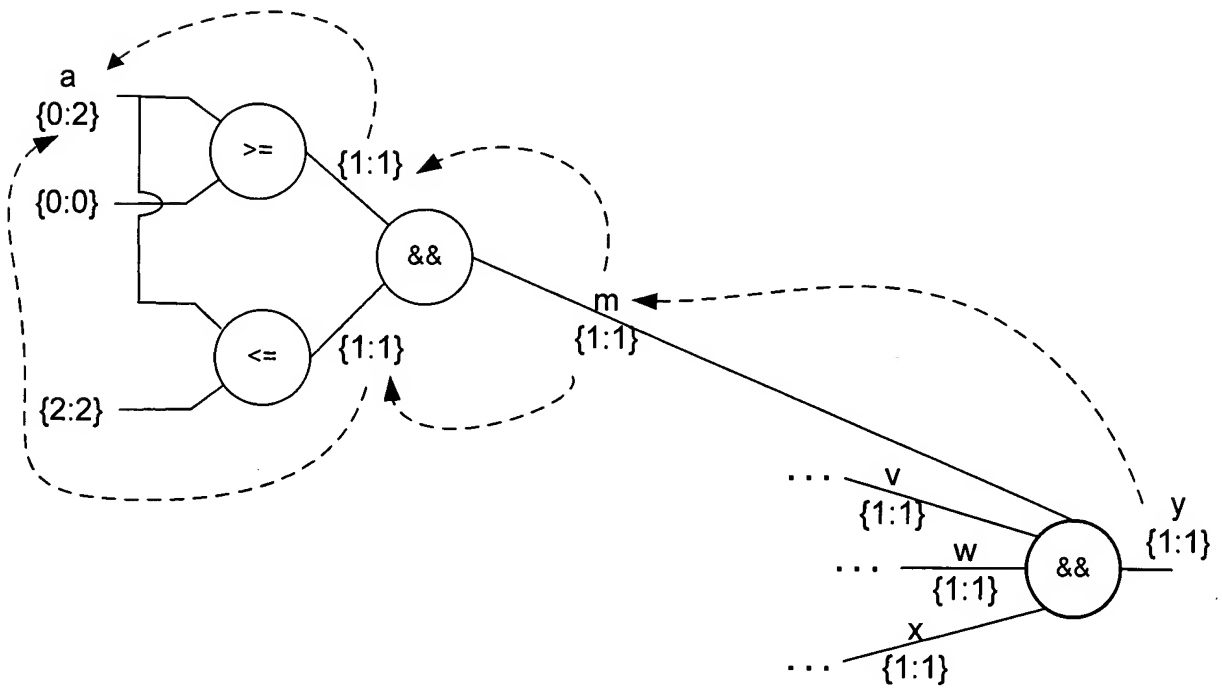 a
{0:2}
>=
{1:1}
{0:0}
&&
m
{1:1}
<=
{1:1}
{2:2}
... v
{1:1}
y
{1:1}
... w
{1:1}
&&
x
... {1:1}